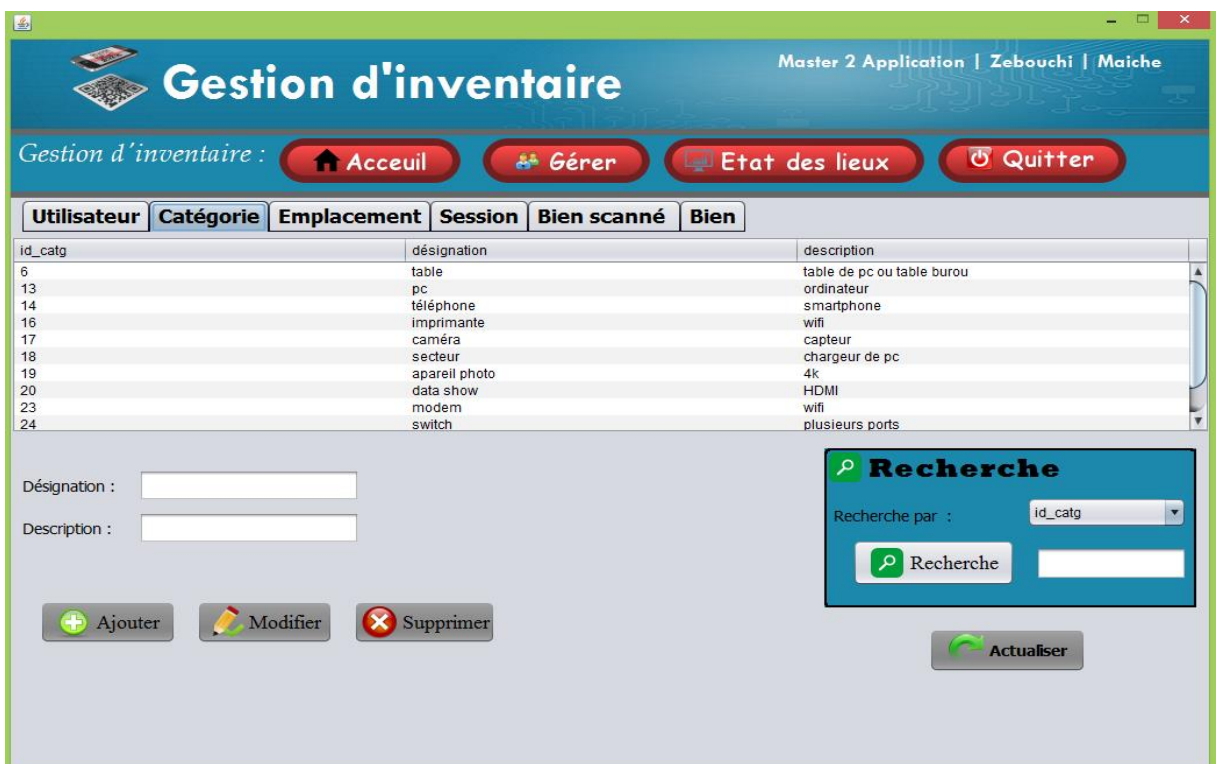 Master 2 Application | Zebouchi | Maiche
Gestion d'inventaire
Gestion d'inventaire : Acceuil Gérer Etat des lieux Quitter
Utilisateur Catégorie Emplacement Session Bien scanné Bien
id_catg désignation description
6 table table de pc ou table burou
13 pc ordinateur
14 téléphone smartphone
16 imprimante wifi
17 caméra capteur
18 secteur chargeur de pc
19 apareil photo 4k
20 data show HDMI
23 modem wifi
24 switch plusieurs ports
Recherche
Désignation :
Recherche par : id_catg
Description :
Recherche
Ajouter Modifier Supprimer
Actualiser